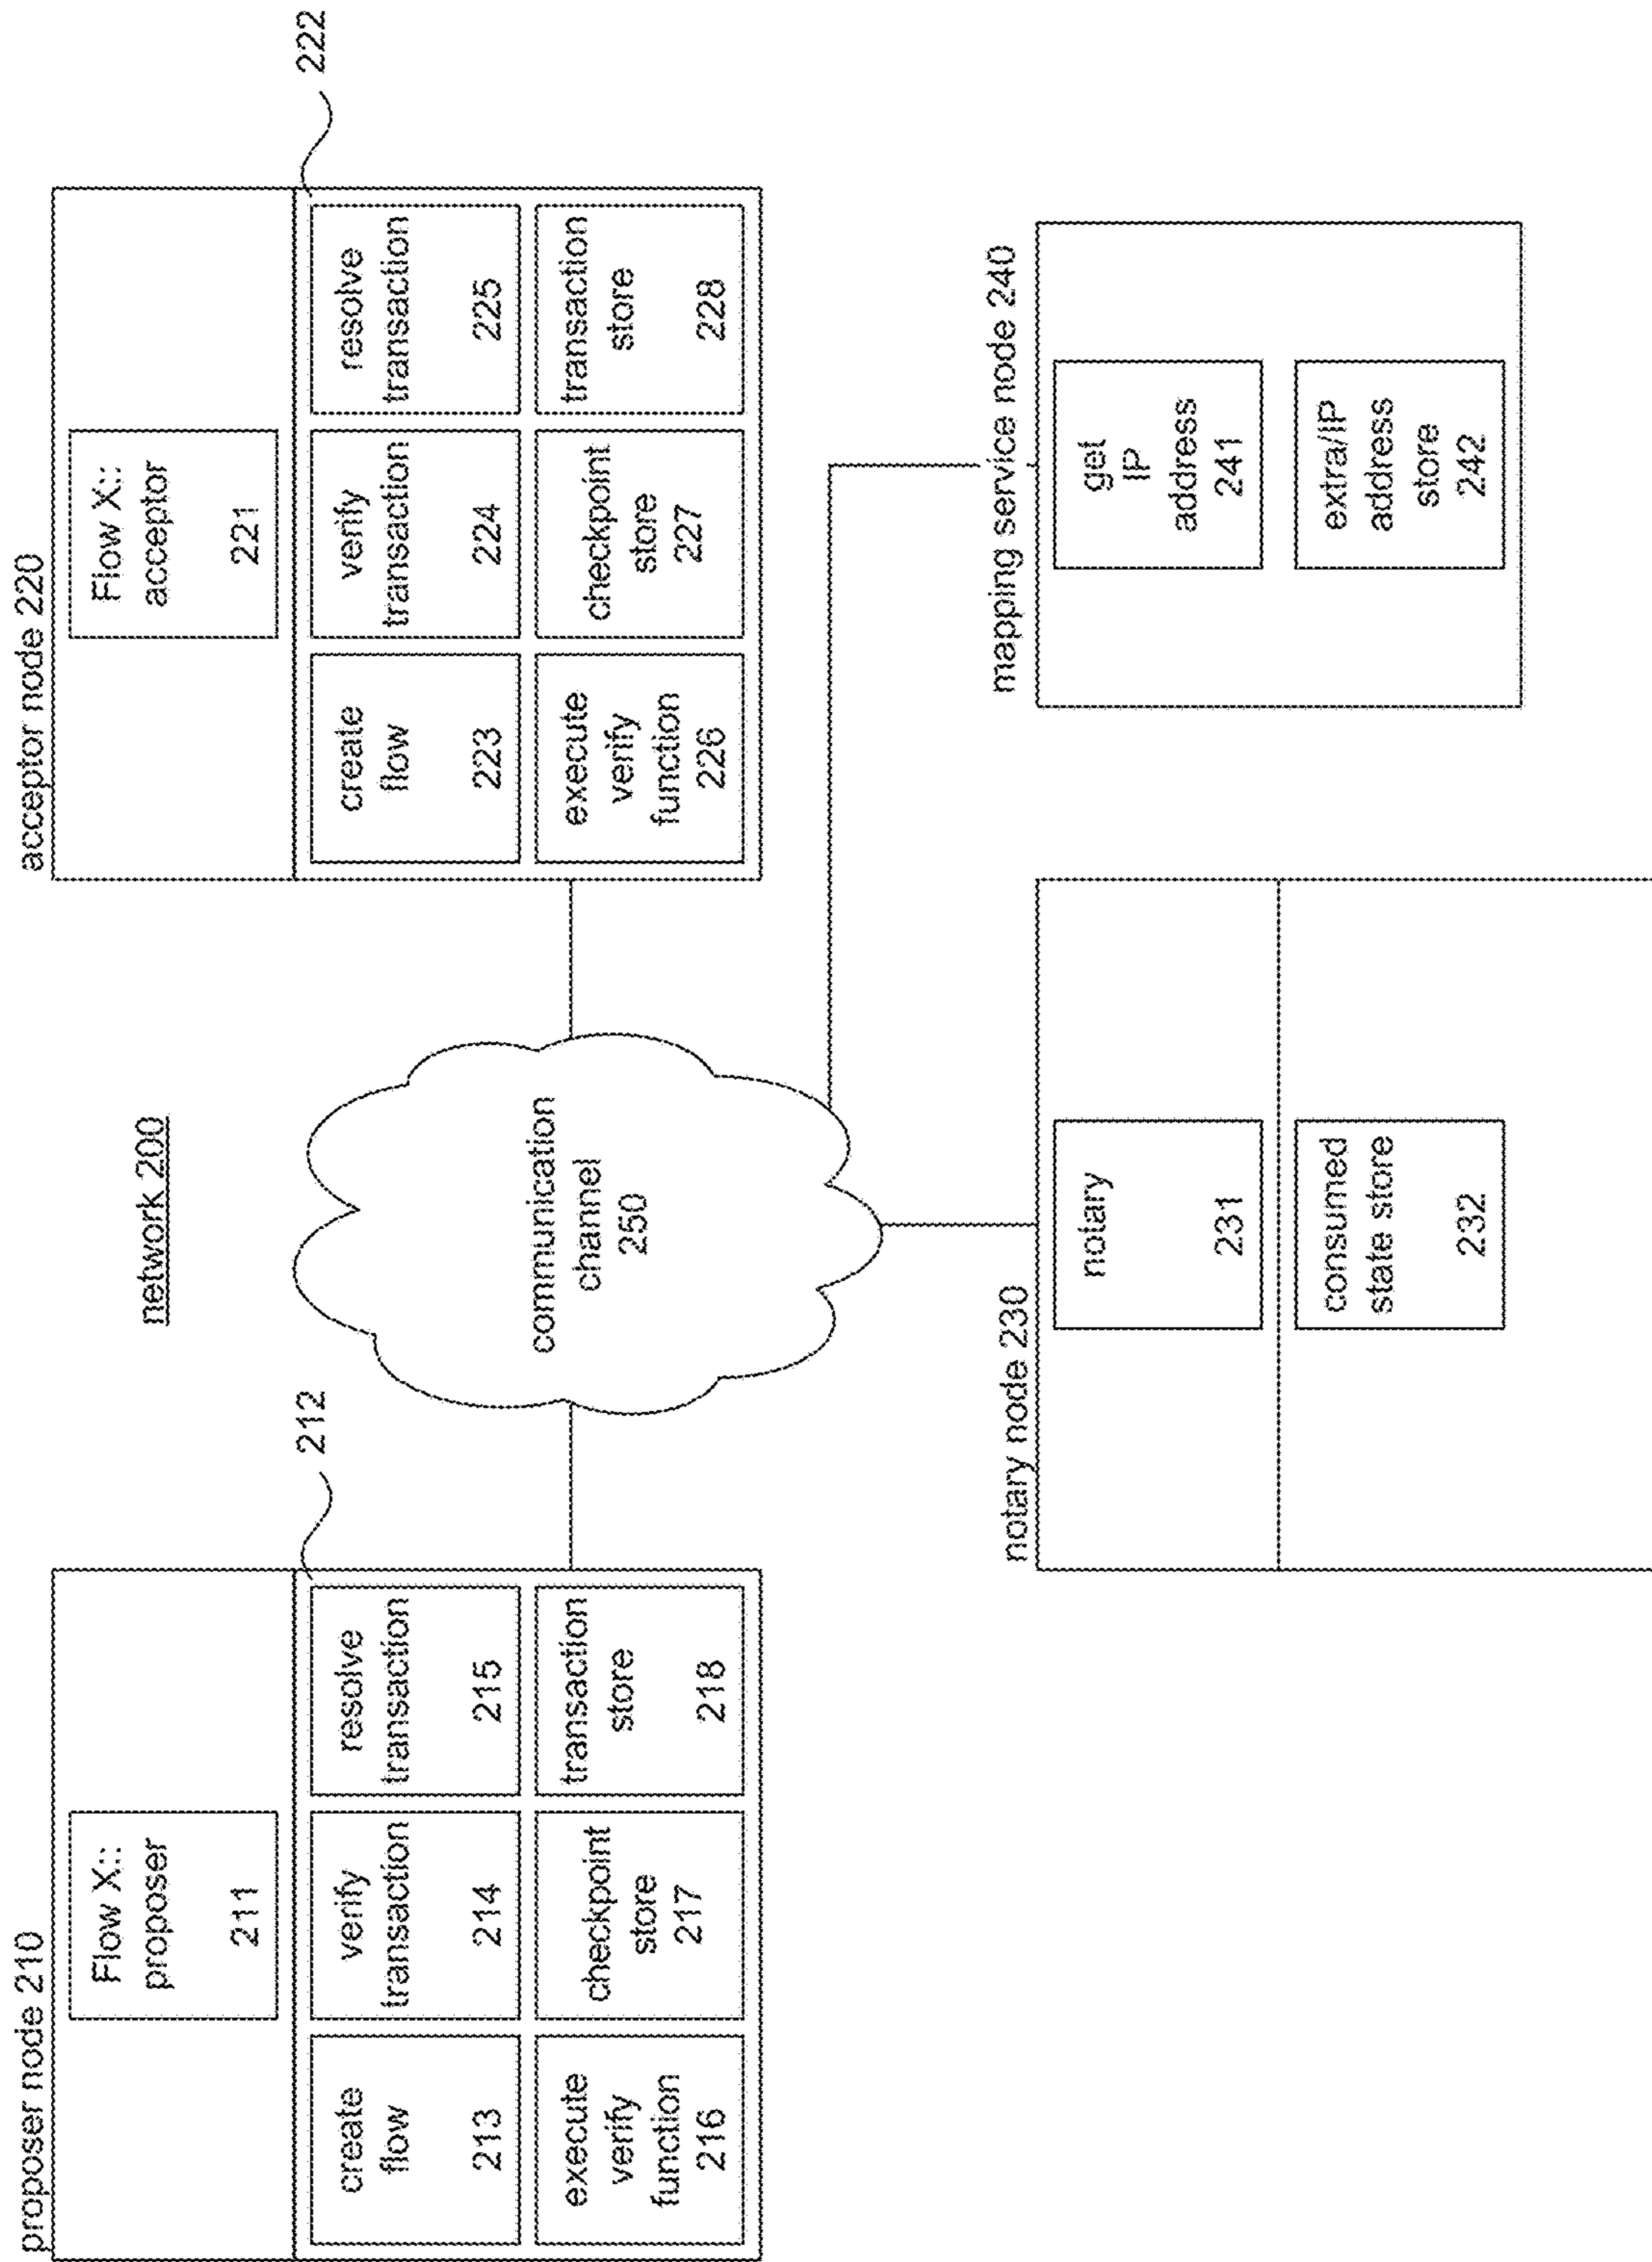 network 200
proposer node 210
Flow X::
proposer
211
212
create
flow
213
verify
transaction
214
resolve
transaction
215
execute
verify
function
216
checkpoint
store
217
transaction
store
218
communication
channel
250
acceptor node 220
Flow X::
acceptor
221
222
create
flow
223
verify
transaction
224
resolve
transaction
225
execute
verify
function
226
checkpoint
store
227
transaction
store
228
notary node 230
notary
231
consumed
state store
232
mapping service node 240
get
IP
address
241
extra/IP
address
store
242